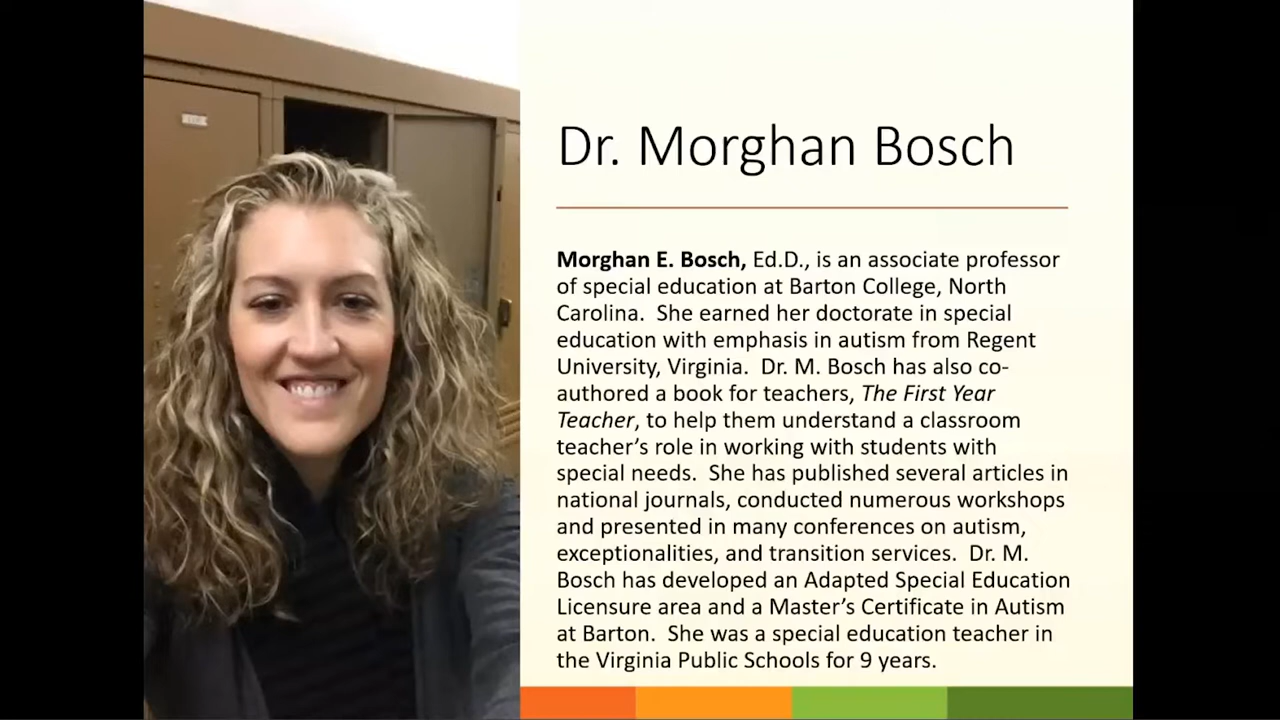 Dr. Morghan Bosch
Morghan E. Bosch, Ed.D., is an associate professor
of special education at Barton College, North
Carolina.  She earned her doctorate in special
education with emphasis in autism from Regent
University, Virginia.  Dr. M. Bosch has also co-
authored a book for teachers, The First Year
Teacher, to help them understand a classroom
teacher’s role in working with students with
special needs.  She has published several articles in
national journals, conducted numerous workshops
and presented in many conferences on autism,
exceptionalities, and transition services.  Dr. M.
Bosch has developed an Adapted Special Education
Licensure area and a Master’s Certificate in Autism
at Barton.  She was a special education teacher in
the Virginia Public Schools for 9 years.